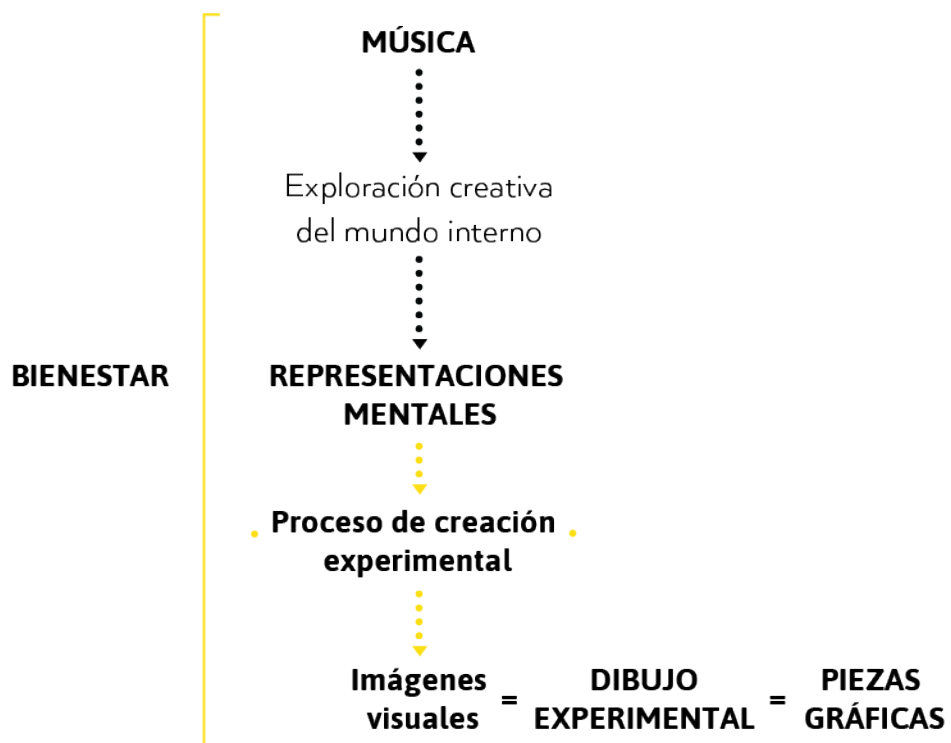 MÚSICA
Exploración creativa
del mundo interno
BIENESTAR
REPRESENTACIONES
MENTALES
Proceso de creación
experimental
Imágenes
visuales
=
DIBUJO
EXPERIMENTAL
=
PIEZAS
GRÁFICAS